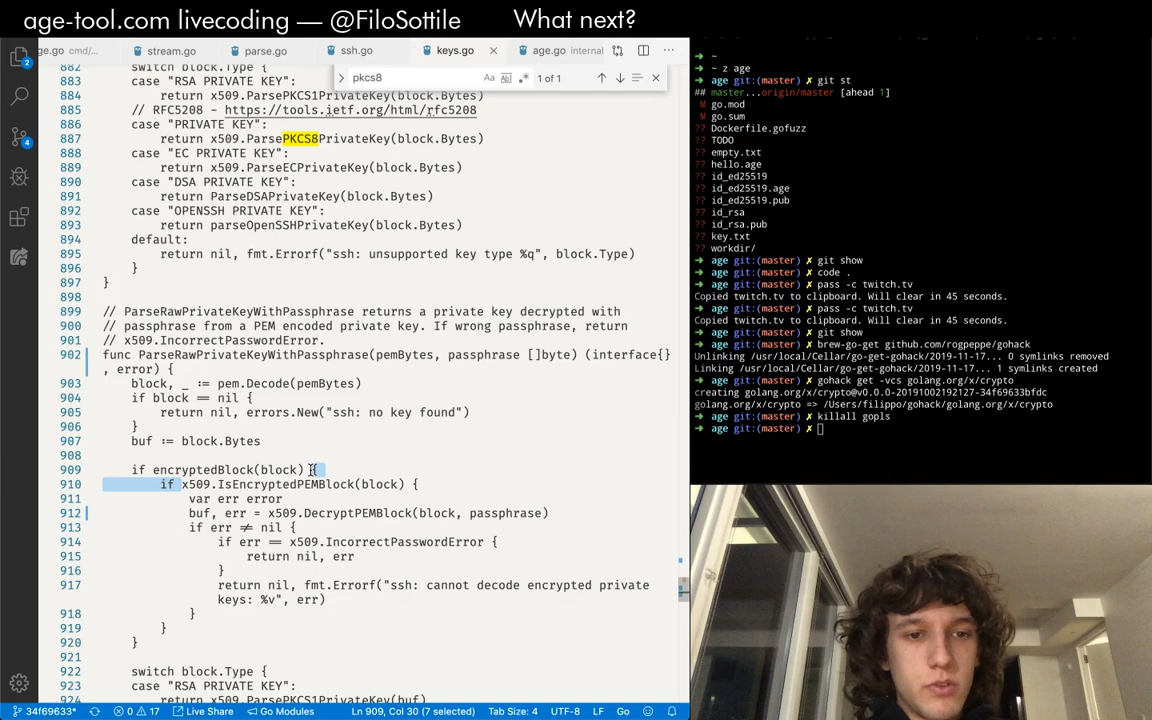 age-tool.com livecoding — @FiloSottile What next?
ge.go cmd/... stream.go parse.go ssh.go keys.go age.go internal
pkcs8 Aa Abl .* 1 of 1
882 switch block.Type {
883 case "RSA PRIVATE KEY":
884 return x509.ParsePKCS1PrivateKey(block.Bytes)
885 // RFC5208 - https://tools.ietf.org/html/rfc5208
886 case "PRIVATE KEY":
887 return x509.ParsePKCS8PrivateKey(block.Bytes)
888 case "EC PRIVATE KEY":
889 return x509.ParseECPrivateKey(block.Bytes)
890 case "DSA PRIVATE KEY":
891 return ParseDSAPrivateKey(block.Bytes)
892 case "OPENSSH PRIVATE KEY":
893 return parseOpenSSHPrivateKey(block.Bytes)
894 default:
895 return nil, fmt.Errorf("ssh: unsupported key type %q", block.Type)
896 }
897 }
898
899 // ParseRawPrivateKeyWithPassphrase returns a private key decrypted with
900 // passphrase from a PEM encoded private key. If wrong passphrase, return
901 // x509.IncorrectPasswordError.
902 func ParseRawPrivateKeyWithPassphrase(pemBytes, passphrase []byte) (interface{}
, error) {
903 block, _ := pem.Decode(pemBytes)
904 if block == nil {
905 return nil, errors.New("ssh: no key found")
906 }
907 buf := block.Bytes
908
909 if encryptedBlock(block) {
910 if x509.IsEncryptedPEMBlock(block) {
911 var err error
912 buf, err = x509.DecryptPEMBlock(block, passphrase)
913 if err ≠ nil {
914 if err == x509.IncorrectPasswordError {
915 return nil, err
916 }
917 return nil, fmt.Errorf("ssh: cannot decode encrypted private
keys: %v", err)
918 }
919 }
920 }
921
922 switch block.Type {
923 case "RSA PRIVATE KEY":
924 return x509.ParsePKCS1PrivateKey(buf)
2
4
34f69633* 0 17 Live Share Go Modules Ln 909, Col 30 (7 selected) Tab Size: 4 UTF-8 LF Go
➜ ~
➜ ~ z age
➜ age git:(master) ✗ git st
## master...origin/master [ahead 1]
M go.mod
M go.sum
?? Dockerfile.gofuzz
?? TODO
?? empty.txt
?? hello.age
?? id_ed25519
?? id_ed25519.age
?? id_ed25519.pub
?? id_rsa
?? id_rsa.pub
?? key.txt
?? workdir/
➜ age git:(master) ✗ git show
➜ age git:(master) ✗ code .
➜ age git:(master) ✗ pass -c twitch.tv
Copied twitch.tv to clipboard. Will clear in 45 seconds.
➜ age git:(master) ✗ pass -c twitch.tv
Copied twitch.tv to clipboard. Will clear in 45 seconds.
➜ age git:(master) ✗ git show
➜ age git:(master) ✗ brew-go-get github.com/rogpeppe/gohack
Unlinking /usr/local/Cellar/go-get-gohack/2019-11-17... 0 symlinks removed
Linking /usr/local/Cellar/go-get-gohack/2019-11-17... 1 symlinks created
➜ age git:(master) ✗ gohack get -vcs golang.org/x/crypto
creating golang.org/x/crypto@v0.0.0-20191002192127-34f69633bfdc
golang.org/x/crypto => /Users/filippo/gohack/golang.org/x/crypto
➜ age git:(master) ✗ killall gopls
➜ age git:(master) ✗